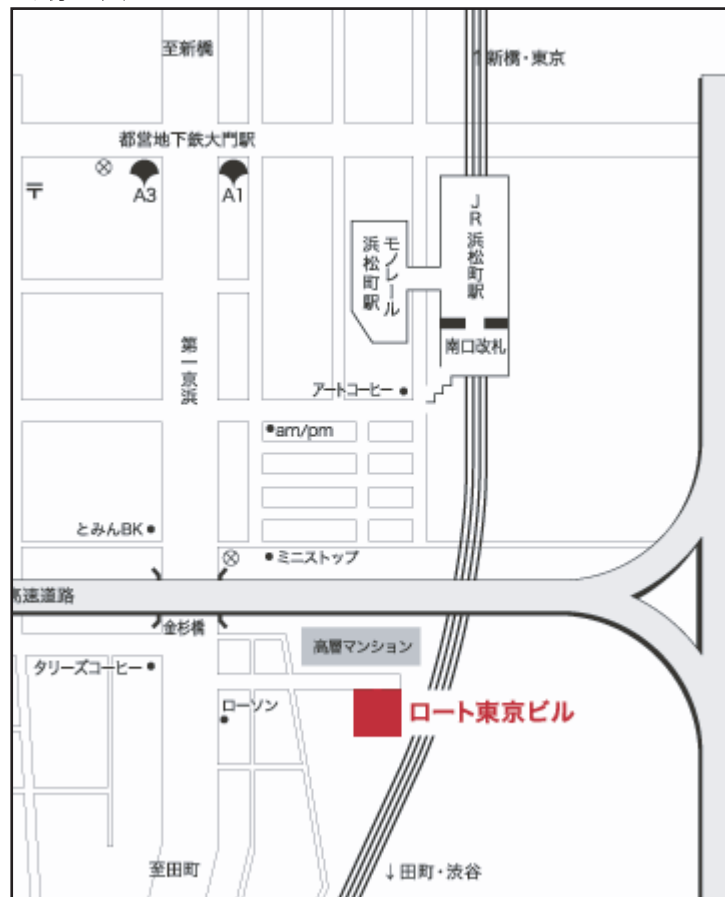 至新橋
↑新橋・東京
都営地下鉄大門駅
〒
A3
A1
JR浜松町駅
モノレール
浜松町駅
南口改札
第一京浜
アートコーヒー
am/pm
とみんBK
ミニストップ
高速道路
金杉橋
高層マンション
タリーズコーヒー
ローソン
ロート東京ビル
至田町
↓田町・渋谷